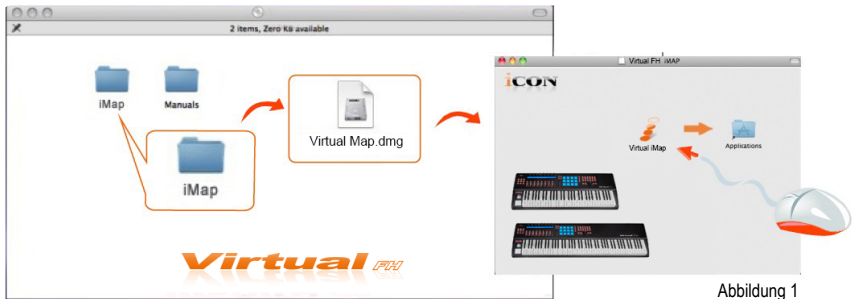 2 items, Zero KB available
iMap
Manuals
iMap
Virtual Map.dmg
Virtual FH iMAP
iCON
Virtual iMap
Applications
Virtual FH
Abbildung 1